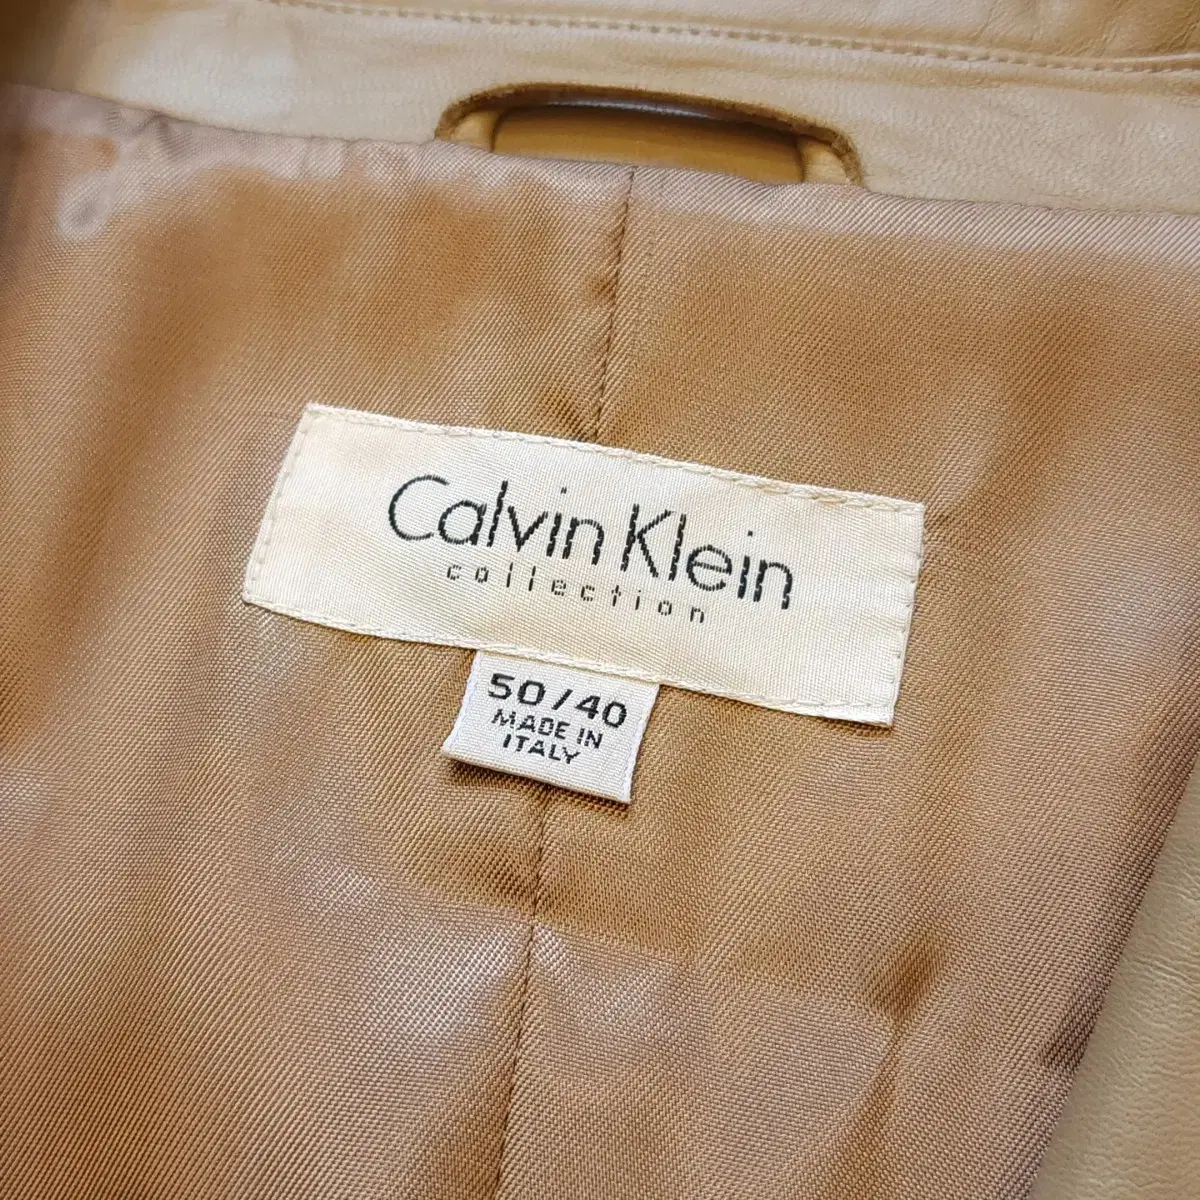 Calvin Klein
collection
50/40
MADE IN
ITALY